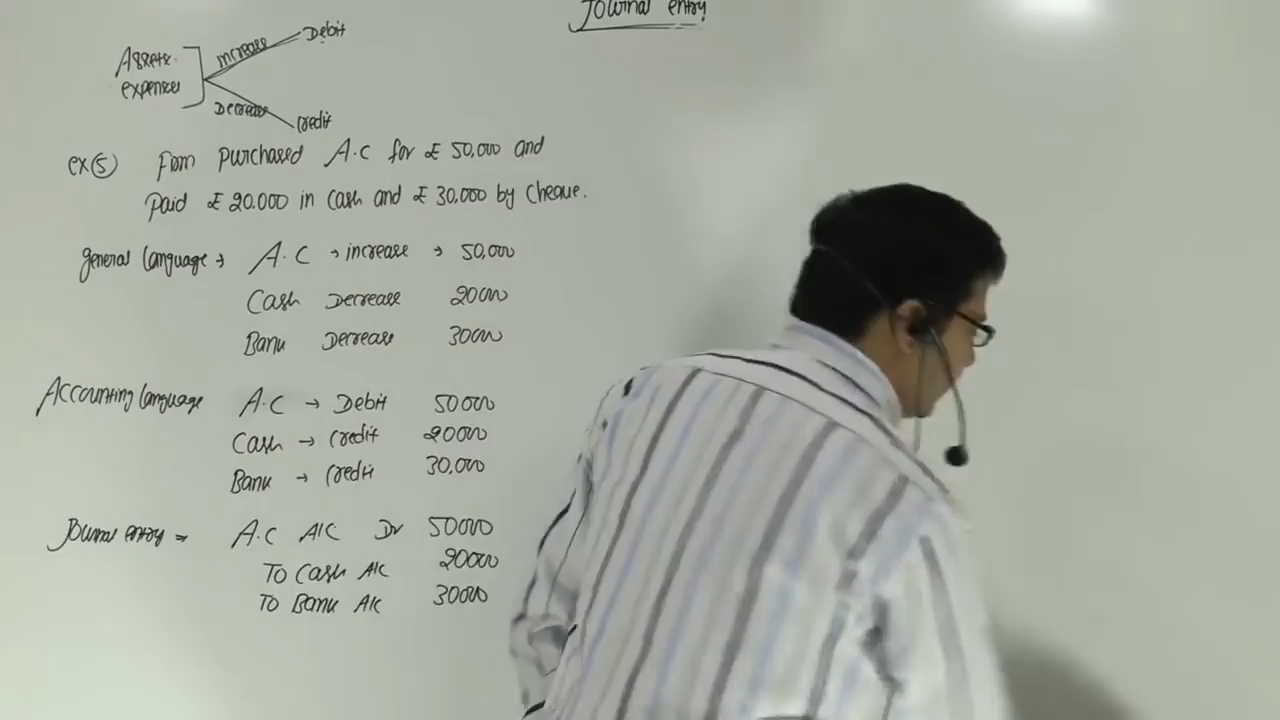 Journal entry
Assets
expenses
increase
Debit
Decrease
credit
ex(5) Firm purchased A.C for £ 50,000 and
Paid £ 20.000 in Cash and £ 30,000 by Cheque.
general language → A.C → increase → 50,000
Cash Decrease 20000
Bank Decrease 30000
Accounting language A.C → Debit 50000
Cash → credit 20000
Bank → credit 30,000
Journal entry ⇒ A.C A/C Dr 50000
To Cash A/C 20000
To Bank A/C 30000